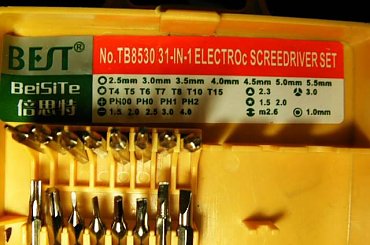 BEST®
BeiSiTe
倍思特
No.TB8530 31-IN-1 ELECTROc SCREEDRIVER SET
2.5mm 3.0mm 3.5mm 4.0mm 4.5mm 5.0mm 5.5mm
T4 T5 T6 T7 T8 T10 T15 2.3 3.0
PH00 PH0 PH1 PH2 1.5 2.0
1.5 2.0 2.5 3.0 4.0 m2.6 1.0mm